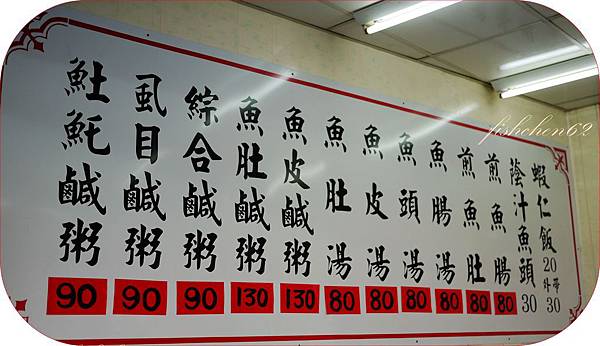 魠魠鹹粥 90
虱目鹹粥 90
綜合鹹粥 90
魚肚鹹粥 130
魚皮鹹粥 130
魚肚湯 80
魚皮湯 80
魚頭湯 80
魚腸湯 80
煎魚肚 80
煎魚腸 80
蔭汁魚頭 30
蝦仁飯 20
外帶 30
fishchen62